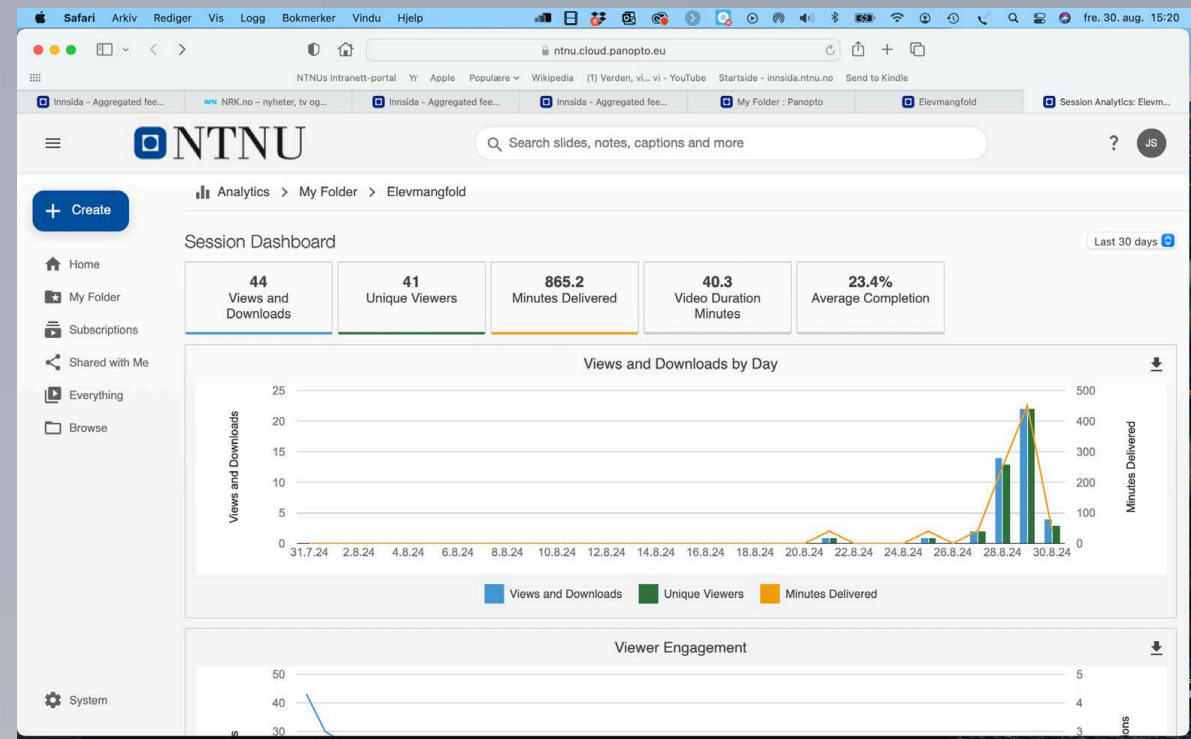 Safari Arkiv Rediger Vis Logg Bokmerker Vindu Hjelp fre. 30. aug. 15:20
ntnu.cloud.panopto.eu
NTNUs Intranett-portal Yr Apple Populære Wikipedia (1) Verden, vi... vi - YouTube Startside - innsida.ntnu.no Send to Kindle
Innsida - Aggregated fee... NRK NRK.no – nyheter, tv og... Innsida - Aggregated fee... Innsida - Aggregated fee... My Folder : Panopto Elevmangfold Session Analytics: Elevm...
NTNU
Search slides, notes, captions and more
? JS
+ Create
Home
My Folder
Subscriptions
Shared with Me
Everything
Browse
System
Analytics > My Folder > Elevmangfold
Session Dashboard
Last 30 days
44
Views and
Downloads
41
Unique Viewers
865.2
Minutes Delivered
40.3
Video Duration
Minutes
23.4%
Average Completion
Views and Downloads by Day
Views and Downloads
25
20
15
10
5
0
500
400
300
200
100
0
Minutes Delivered
31.7.24 2.8.24 4.8.24 6.8.24 8.8.24 10.8.24 12.8.24 14.8.24 16.8.24 18.8.24 20.8.24 22.8.24 24.8.24 26.8.24 28.8.24 30.8.24
Views and Downloads Unique Viewers Minutes Delivered
Viewer Engagement
50
40
30
5
4
3